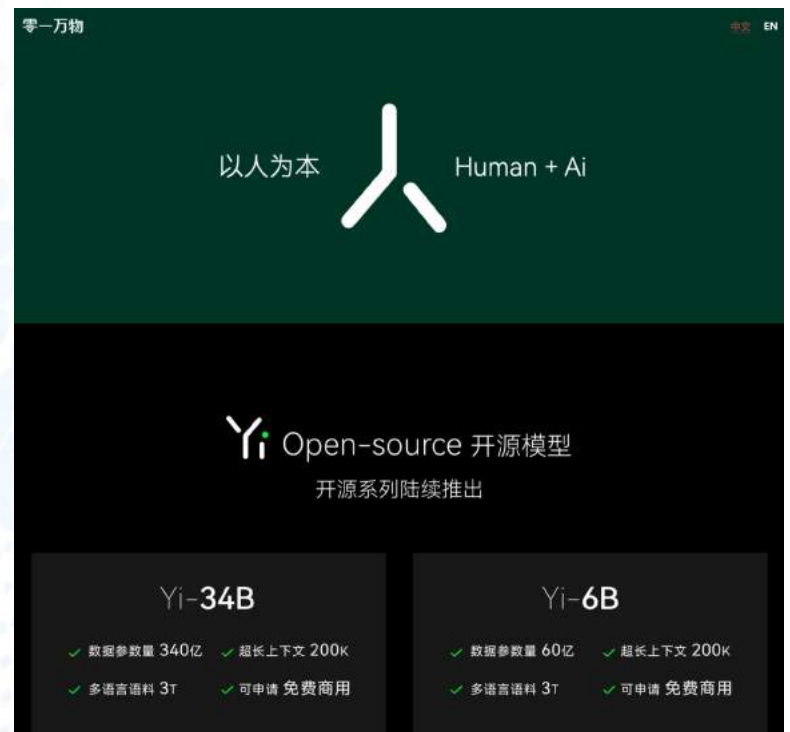 零一万物
中文 EN
以人为本 Human + Ai
Yi Open-source 开源模型
开源系列陆续推出
Yi-34B
数据参数量 340亿 超长上下文 200K
多语言语料 3T 可申请 免费商用
Yi-6B
数据参数量 60亿 超长上下文 200K
多语言语料 3T 可申请 免费商用